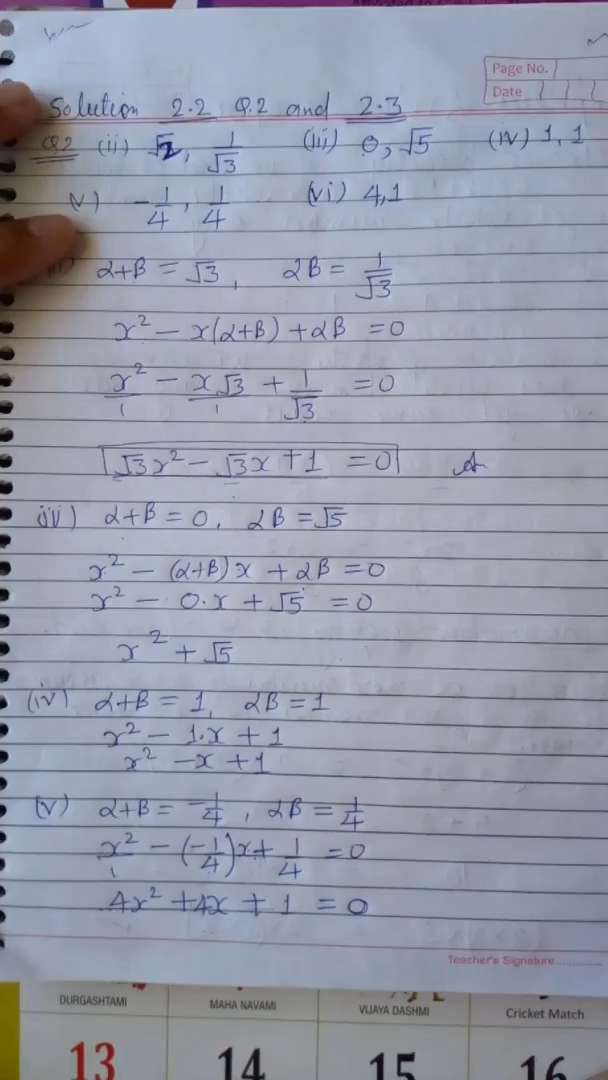 Page No.
Date
Solution 2.2 Q.2 and 2.3
Q2 (ii) √2, 1/√3 (iii) 0, √5 (iv) 1, 1
(v) -1/4, 1/4 (vi) 4,1
α+β = √3, αβ = 1/√3
x² - x(α+β) + αβ = 0
x²/1 - x√3/1 + 1/√3 = 0
√3x² - √3x + 1 = 0
iii) α+β = 0, αβ = √5
x² - (α+β)x + αβ = 0
x² - 0.x + √5 = 0
x² + √5
(iv) α+β = 1, αβ = 1
x² - 1.x + 1
x² - x + 1
(v) α+β = -1/4, αβ = 1/4
x²/1 - (-1/4)x + 1/4 = 0
4x² + 4x + 1 = 0
Teacher's Signature..............
DURGASHTAMI MAHA NAVAMI VIJAYA DASHMI Cricket Match
13 14 15 16